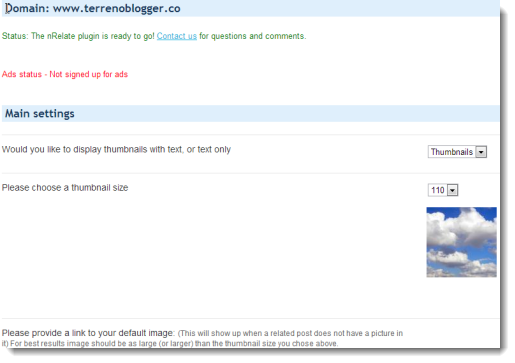 Domain: www.terrenoblogger.co
Status: The nRelate plugin is ready to go! Contact us for questions and comments.
Ads status - Not signed up for ads
Main settings
Would you like to display thumbnails with text, or text only
Thumbnails
Please choose a thumbnail size
110
Please provide a link to your default image: (This will show up when a related post does not have a picture in
it) For best results image should be as large (or larger) than the thumbnail size you chose above.